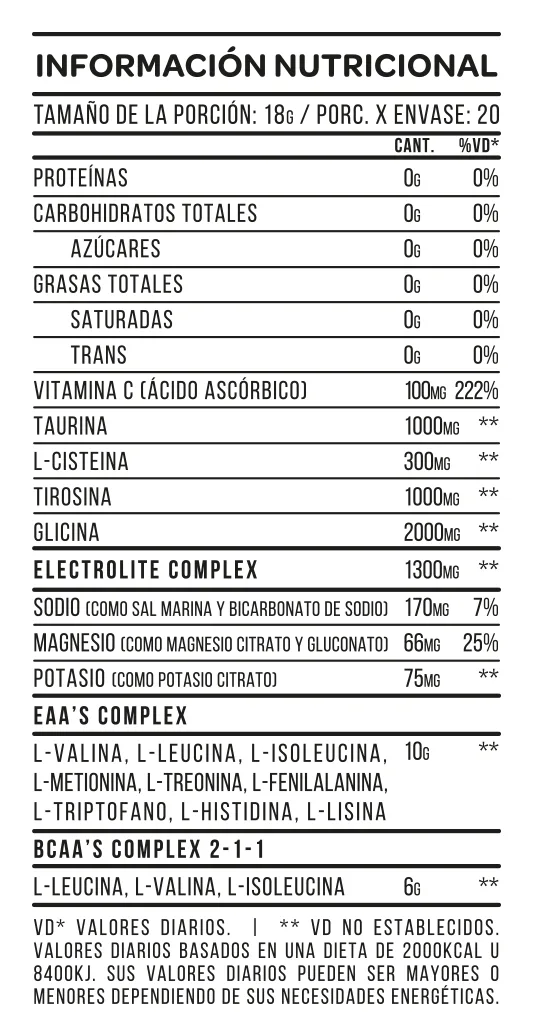 INFORMACIÓN NUTRICIONAL
TAMAÑO DE LA PORCIÓN: 18G / PORC. X ENVASE: 20
CANT. %VD*
PROTEÍNAS 0G 0%
CARBOHIDRATOS TOTALES 0G 0%
AZÚCARES 0G 0%
GRASAS TOTALES 0G 0%
SATURADAS 0G 0%
TRANS 0G 0%
VITAMINA C (ÁCIDO ASCÓRBICO) 100MG 222%
TAURINA 1000MG **
L-CISTEINA 300MG **
TIROSINA 1000MG **
GLICINA 2000MG **
ELECTROLITE COMPLEX 1300MG **
SODIO (COMO SAL MARINA Y BICARBONATO DE SODIO) 170MG 7%
MAGNESIO (COMO MAGNESIO CITRATO Y GLUCONATO) 66MG 25%
POTASIO (COMO POTASIO CITRATO) 75MG **
EAA'S COMPLEX
L-VALINA, L-LEUCINA, L-ISOLEUCINA, 10G **
L-METIONINA, L-TREONINA, L-FENILALANINA,
L-TRIPTOFANO, L-HISTIDINA, L-LISINA
BCAA'S COMPLEX 2-1-1
L-LEUCINA, L-VALINA, L-ISOLEUCINA 6G **
VD* VALORES DIARIOS. | ** VD NO ESTABLECIDOS.
VALORES DIARIOS BASADOS EN UNA DIETA DE 2000KCAL U
8400KJ. SUS VALORES DIARIOS PUEDEN SER MAYORES O
MENORES DEPENDIENDO DE SUS NECESIDADES ENERGÉTICAS.